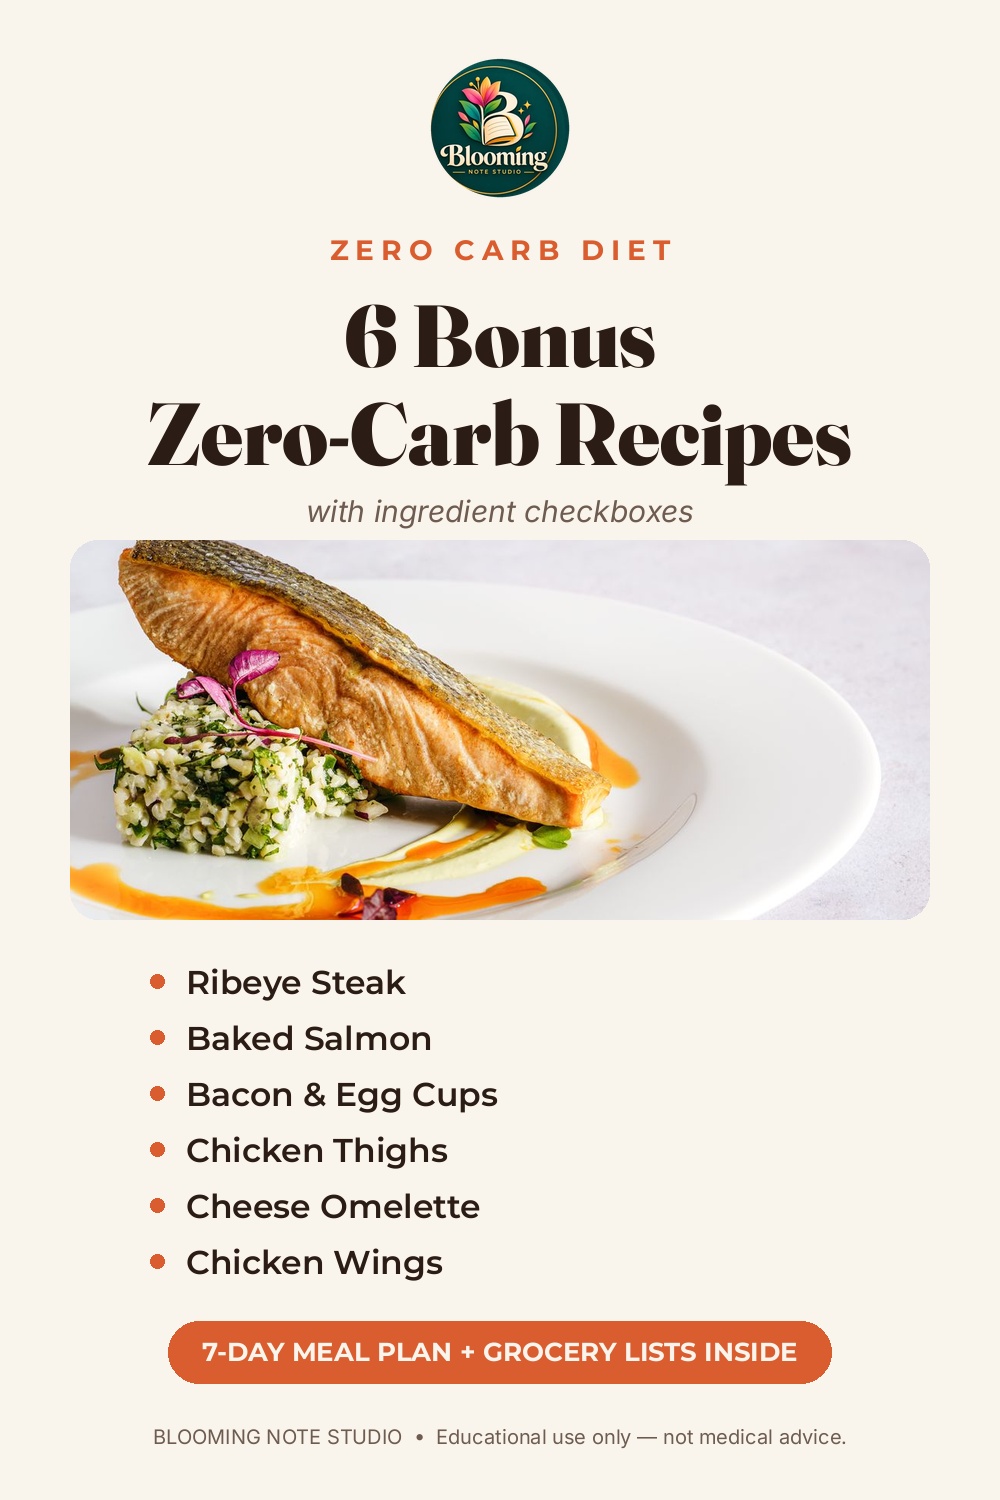 Blooming
NOTE STUDIO
ZERO CARB DIET
6 Bonus
Zero-Carb Recipes
with ingredient checkboxes
Ribeye Steak
Baked Salmon
Bacon & Egg Cups
Chicken Thighs
Cheese Omelette
Chicken Wings
7-DAY MEAL PLAN + GROCERY LISTS INSIDE
BLOOMING NOTE STUDIO • Educational use only — not medical advice.